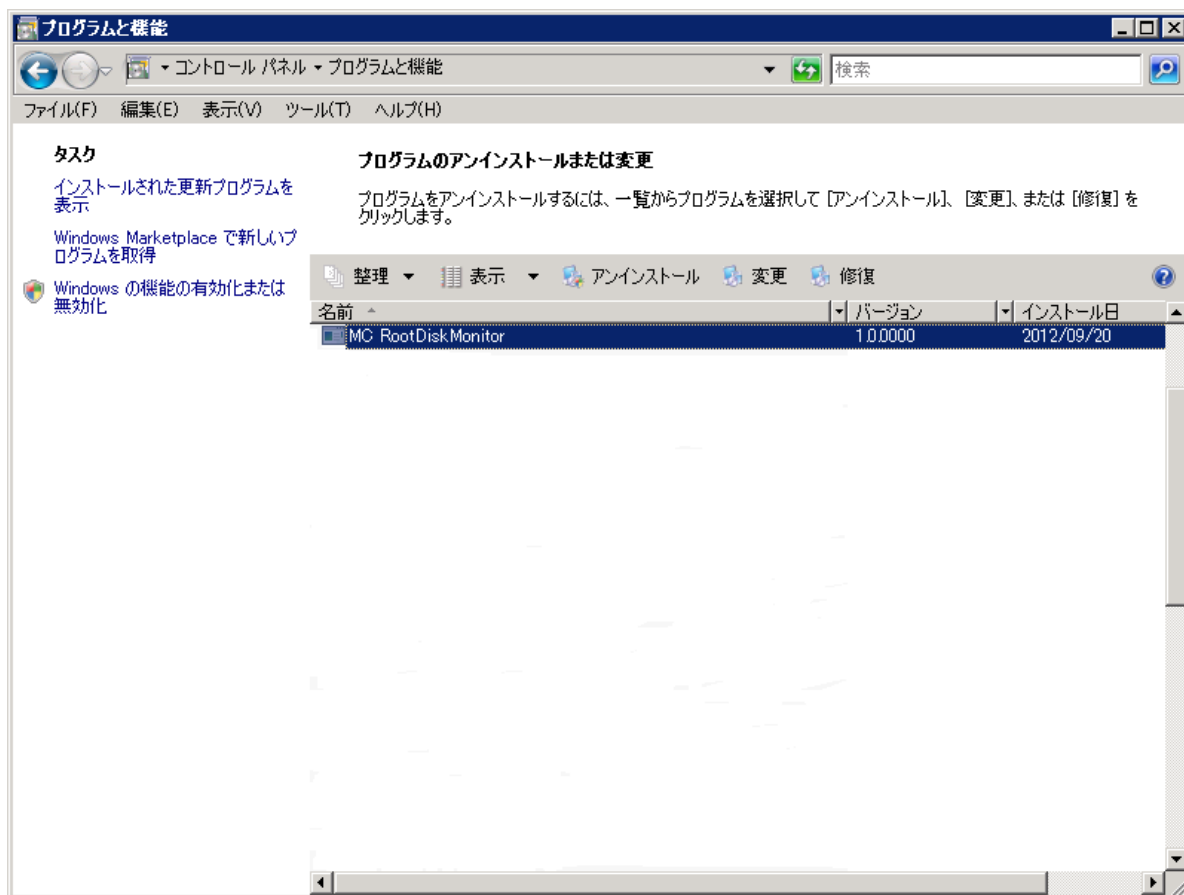 プログラムと機能
コントロール パネル プログラムと機能
検索
ファイル(F) 編集(E) 表示(V) ツール(T) ヘルプ(H)
タスク
インストールされた更新プログラムを
表示
Windows Marketplace で新しいプ
ログラムを取得
Windows の機能の有効化または
無効化
プログラムのアンインストールまたは変更
プログラムをアンインストールするには、一覧からプログラムを選択して [アンインストール]、[変更]、または [修復] を
クリックします。
整理 表示 アンインストール 変更 修復
名前 バージョン インストール日
MC RootDiskMonitor 1.0.0000 2012/09/20